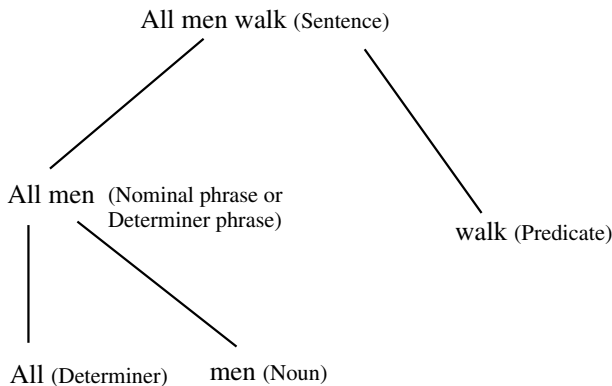 All men walk (Sentence)
All men (Nominal phrase or
Determiner phrase)
walk (Predicate)
All (Determiner)
men (Noun)